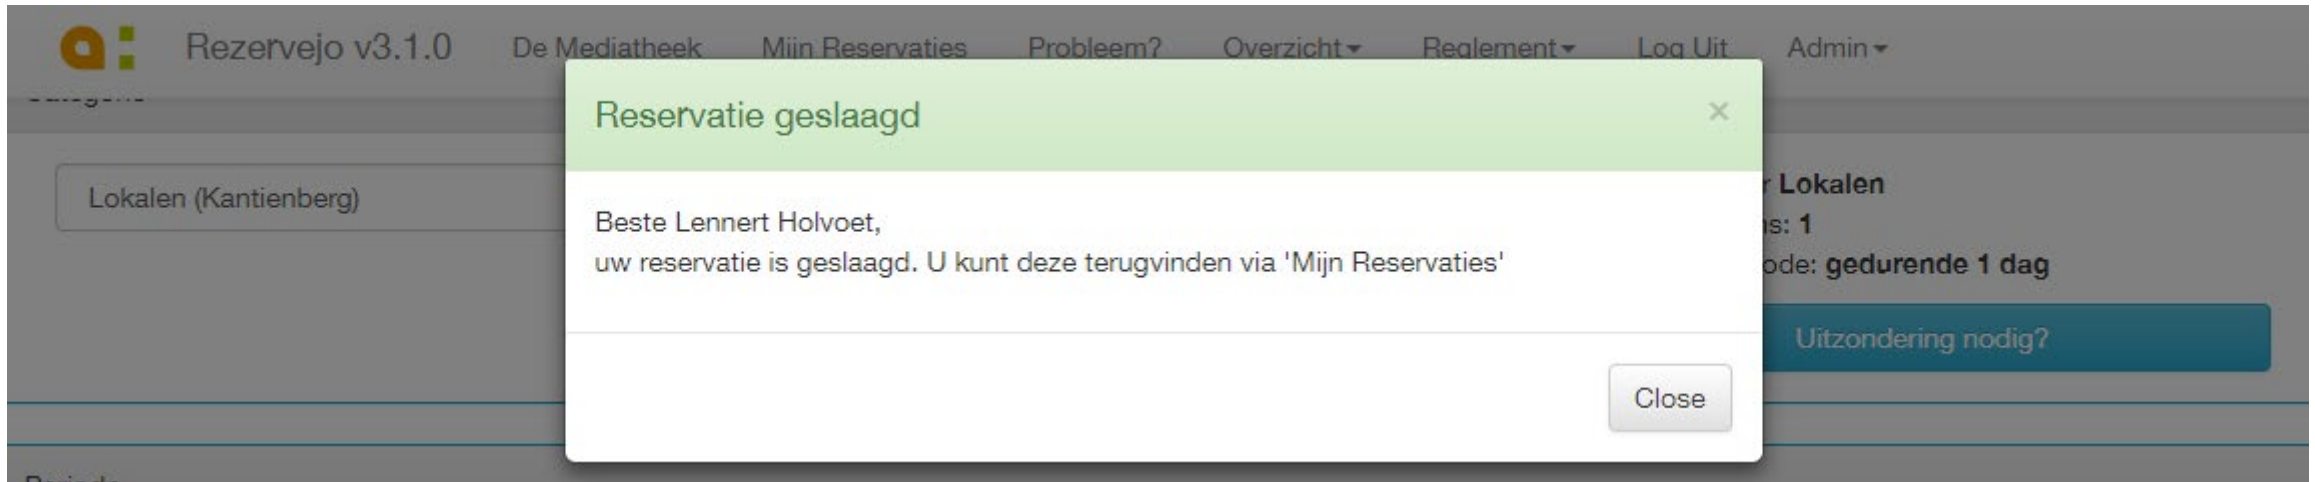 Rezervejo v3.1.0 De Mediatheek Mijn Reservaties Probleem? Overzicht Reglement Log Uit Admin
Reservatie geslaagd ×
Lokalen (Kantienberg)
Lokalen
Beste Lennert Holvoet,
1
uw reservatie is geslaagd. U kunt deze terugvinden via 'Mijn Reservaties'
gedurende 1 dag
Uitzondering nodig?
Close